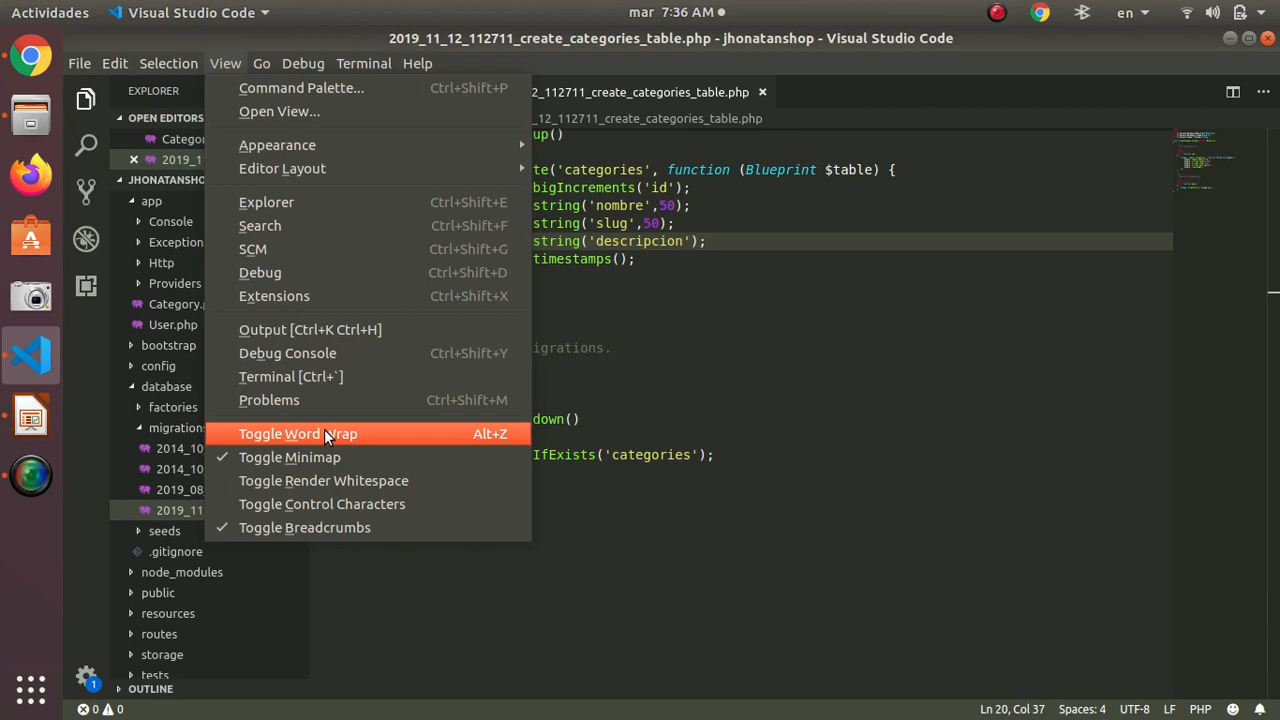 Actividades Visual Studio Code mar 7:36 AM en
2019_11_12_112711_create_categories_table.php - jhonatanshop - Visual Studio Code
File Edit Selection View Go Debug Terminal Help
EXPLORER
OPEN EDITORS
Categor
2019_1
JHONATANSHO
app
Console
Exception
Http
Providers
Category.
User.php
bootstrap
config
database
factories
migration
2014_10
2014_10
2019_08
2019_11
seeds
.gitignore
node_modules
public
resources
routes
storage
tests
OUTLINE
Command Palette... Ctrl+Shift+P
Open View...
Appearance
Editor Layout
Explorer Ctrl+Shift+E
Search Ctrl+Shift+F
SCM Ctrl+Shift+G
Debug Ctrl+Shift+D
Extensions Ctrl+Shift+X
Output [Ctrl+K Ctrl+H]
Debug Console Ctrl+Shift+Y
Terminal [Ctrl+`]
Problems Ctrl+Shift+M
Toggle Word Wrap Alt+Z
Toggle Minimap
Toggle Render Whitespace
Toggle Control Characters
Toggle Breadcrumbs
2_112711_create_categories_table.php
_12_112711_create_categories_table.php
up()
te('categories', function (Blueprint $table) {
bigIncrements('id');
string('nombre',50);
string('slug',50);
string('descripcion');
timestamps();
igrations.
down()
IfExists('categories');
1
0 0 Ln 20, Col 37 Spaces: 4 UTF-8 LF PHP